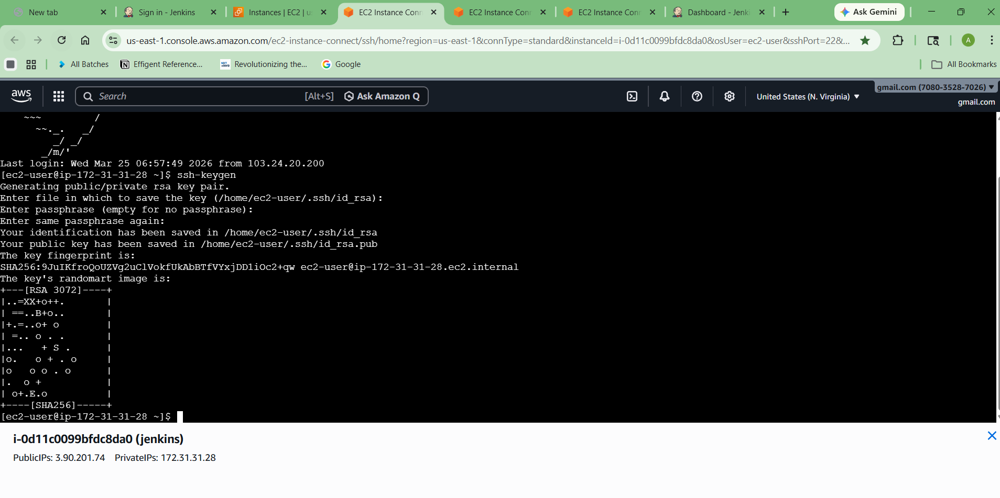 New tab
Sign in - Jenkins
Instances | EC2 | us
EC2 Instance Conn
EC2 Instance Conn
EC2 Instance Conn
Dashboard - Jenki
Ask Gemini
us-east-1.console.aws.amazon.com/ec2-instance-connect/ssh/home?region=us-east-1&connType=standard&instanceId=i-0d11c0099bfdc8da0&osUser=ec2-user&sshPort=22&...
A
All Batches
Effigent Reference...
NXT WAVE
Revolutionizing the...
Google
All Bookmarks
aws
Search
[Alt+S]
Ask Amazon Q
United States (N. Virginia)
gmail.com (7080-3528-7026)
gmail.com
~~~         /
~~._.   _/
_/ _/
_/m/'
Last login: Wed Mar 25 06:57:49 2026 from 103.24.20.200
[ec2-user@ip-172-31-31-28 ~]$ ssh-keygen
Generating public/private rsa key pair.
Enter file in which to save the key (/home/ec2-user/.ssh/id_rsa):
Enter passphrase (empty for no passphrase):
Enter same passphrase again:
Your identification has been saved in /home/ec2-user/.ssh/id_rsa
Your public key has been saved in /home/ec2-user/.ssh/id_rsa.pub
The key fingerprint is:
SHA256:9JuIKfroQoUZVg2uClVokfUkAbBTfVYxjDD1iOc2+qw ec2-user@ip-172-31-31-28.ec2.internal
The key's randomart image is:
+---[RSA 3072]----+
|..=XX+o++.       |
| ==..B+o..       |
|+.=..o+ o        |
| =.. o . .       |
|...   + S .      |
|o.   o + . o     |
|o   o o . o      |
|.  o +           |
| o+.E.o          |
+----[SHA256]-----+
[ec2-user@ip-172-31-31-28 ~]$
i-0d11c0099bfdc8da0 (jenkins)
PublicIPs: 3.90.201.74    PrivateIPs: 172.31.31.28